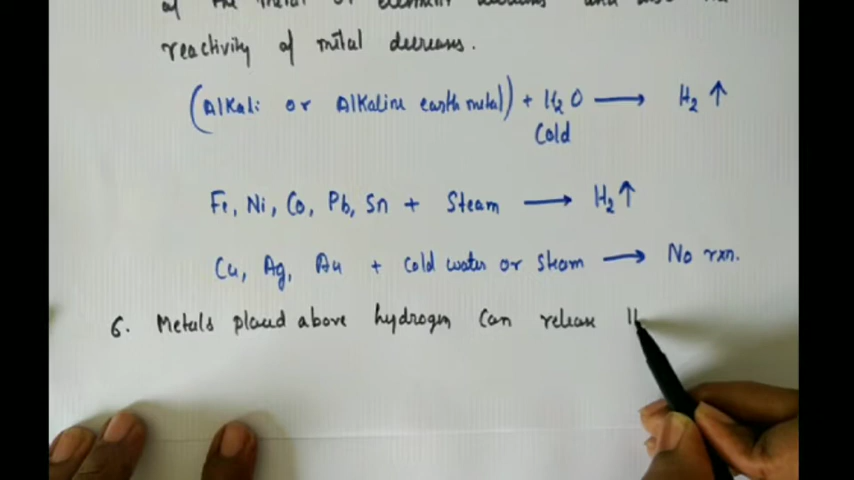 reactivity of metal decreases.
(Alkali or Alkaline earth metal) + H₂O → H₂ ↑
Cold
Fe, Ni, Co, Pb, Sn + Steam → H₂ ↑
Cu, Ag, Au + Cold water or steam → No rxn.
6. Metals placed above hydrogen can release H